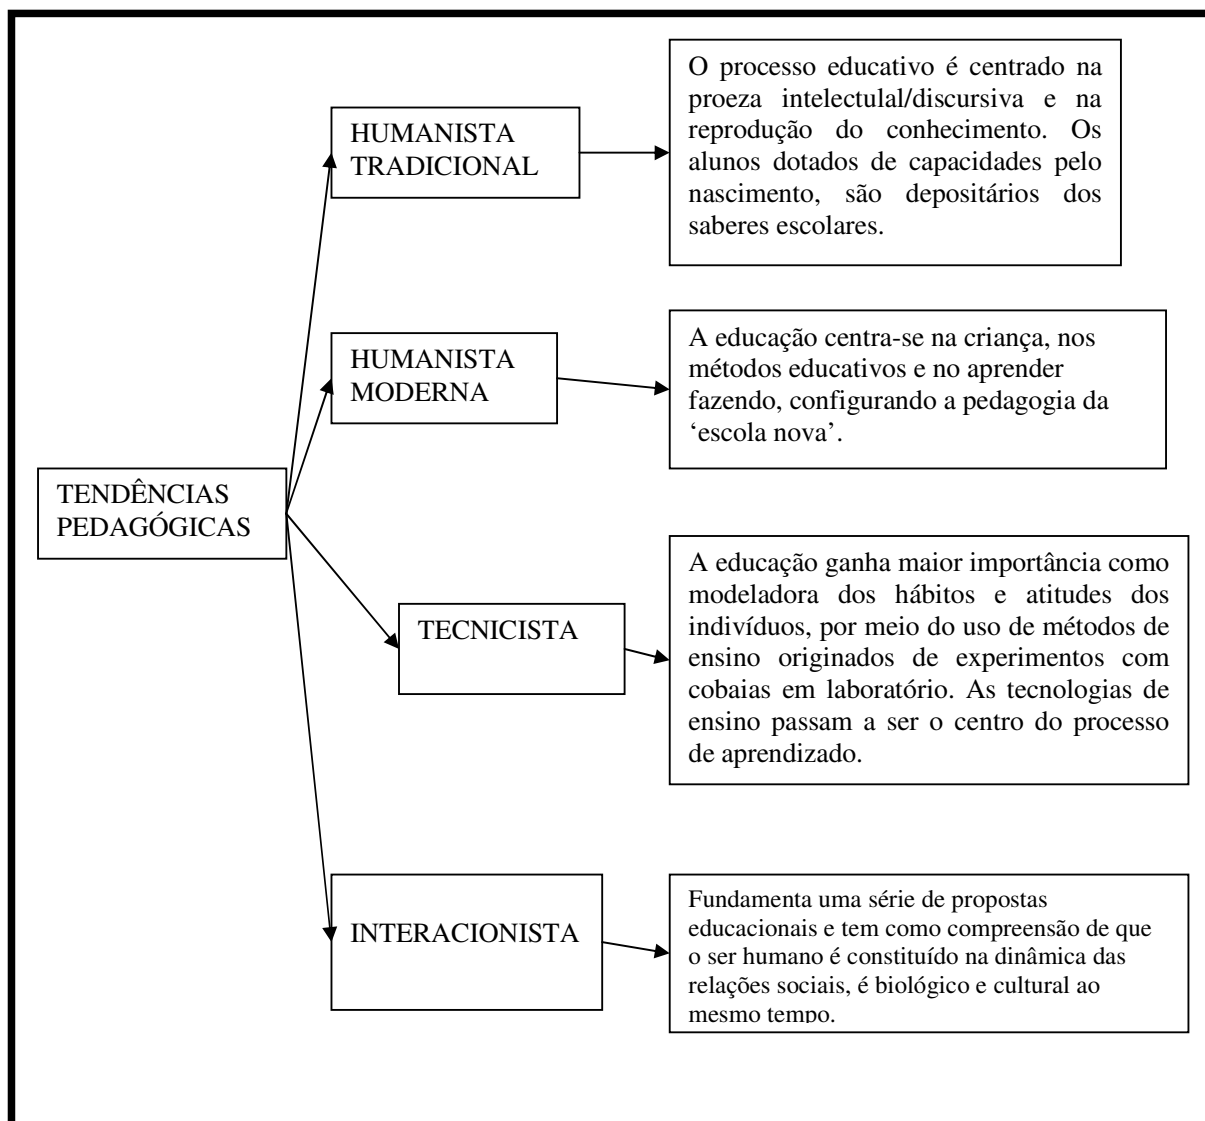 O processo educativo é centrado na
proeza intelectulal/discursiva e na
reprodução do conhecimento. Os
alunos dotados de capacidades pelo
nascimento, são depositários dos
saberes escolares.
HUMANISTA
TRADICIONAL
A educação centra-se na criança, nos
métodos educativos e no aprender
fazendo, configurando a pedagogia da
‘escola nova’.
HUMANISTA
MODERNA
TENDÊNCIAS
PEDAGÓGICAS
A educação ganha maior importância como
modeladora dos hábitos e atitudes dos
indivíduos, por meio do uso de métodos de
ensino originados de experimentos com
cobaias em laboratório. As tecnologias de
ensino passam a ser o centro do processo
de aprendizado.
TECNICISTA
Fundamenta uma série de propostas
educacionais e tem como compreensão de que
o ser humano é constituído na dinâmica das
relações sociais, é biológico e cultural ao
mesmo tempo.
INTERACIONISTA